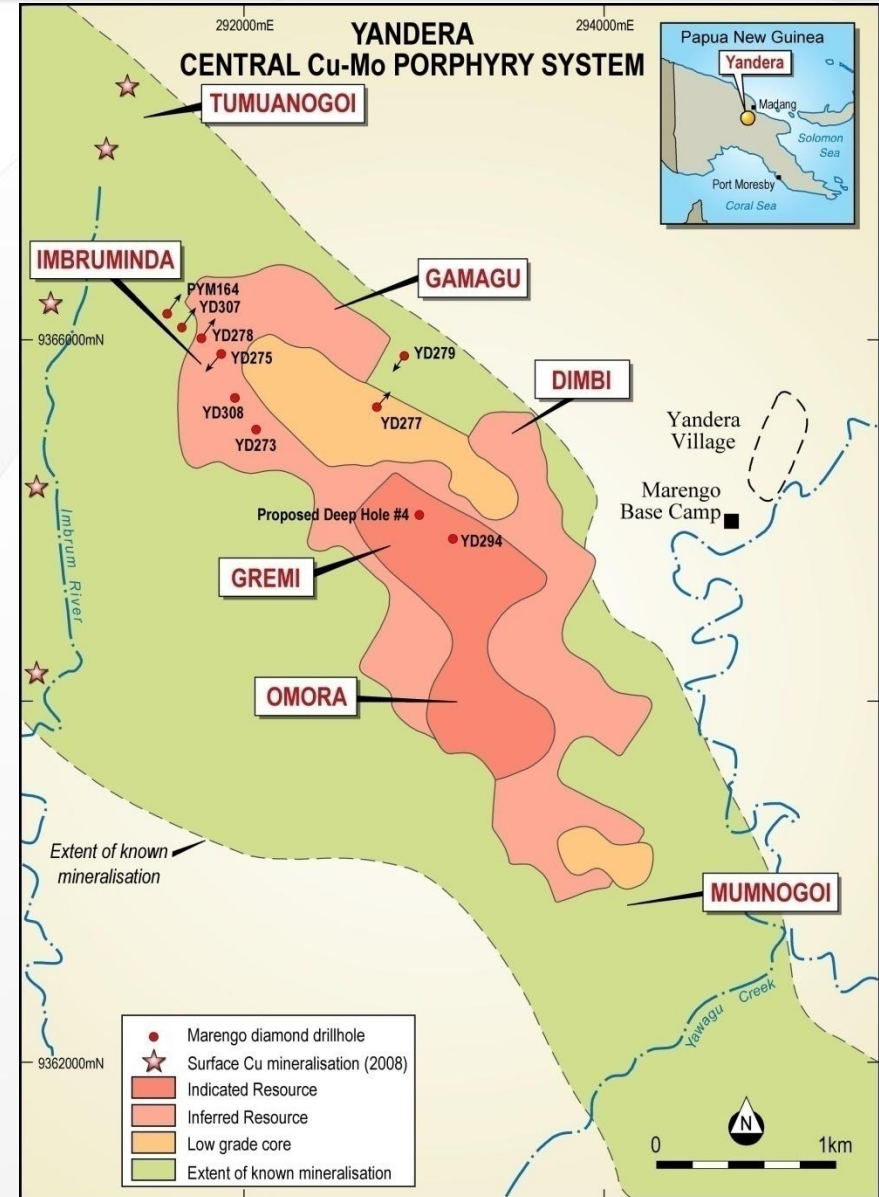 292000mE
294000mE
YANDERA
CENTRAL Cu-Mo PORPHYRY SYSTEM
Papua New Guinea
Yandera
Madang
Solomon
Sea
Port Moresby
Coral Sea
TUMUANOGOI
IMBRUMINDA
GAMAGU
PYM164
YD307
YD278
9366000mN
YD275
YD279
DIMBI
YD308
YD277
YD273
Yandera
Village
Marengo
Base Camp
Proposed Deep Hole #4
YD294
Imbrum River
GREMI
OMORA
Extent of known
mineralisation
MUMNOGOI
Yawagu Creek
9362000mN
Marengo diamond drillhole
Surface Cu mineralisation (2008)
Indicated Resource
Inferred Resource
Low grade core
Extent of known mineralisation
N
0
1km